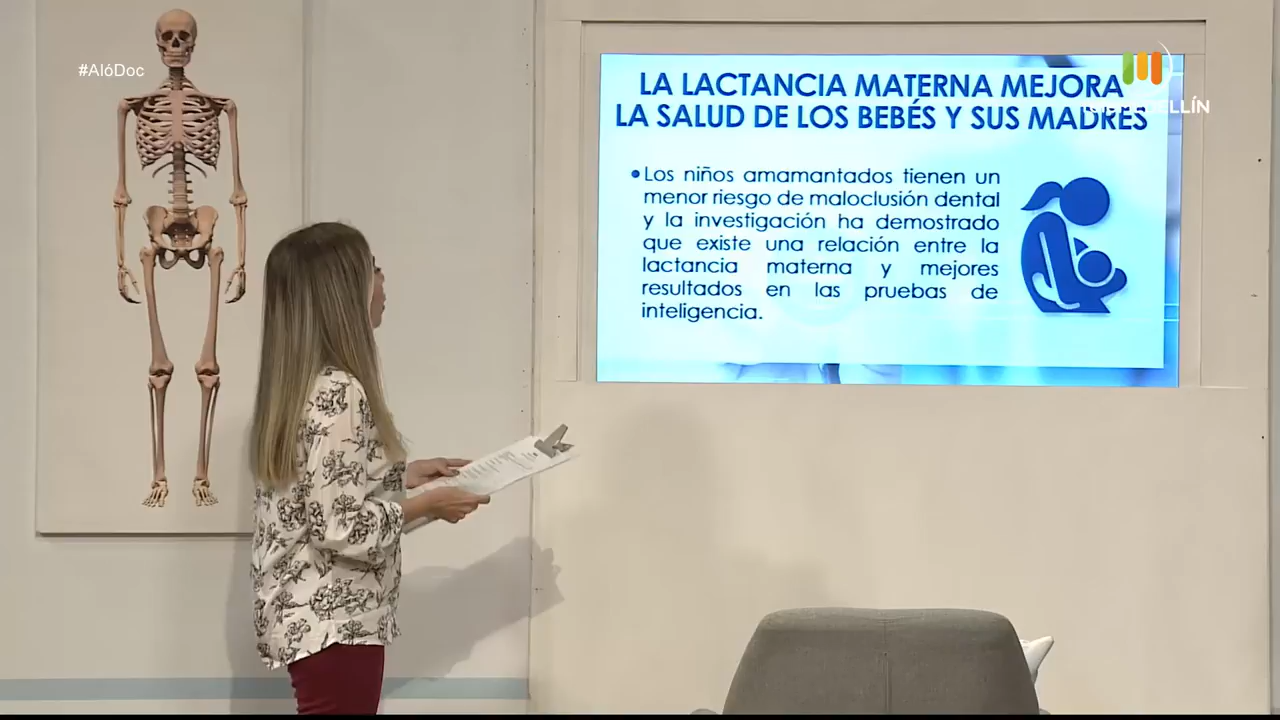 #AlóDoc
LA LACTANCIA MATERNA MEJORA
LA SALUD DE LOS BEBÉS Y SUS MADRES
•Los niños amamantados tienen un
menor riesgo de maloclusión dental
y la investigación ha demostrado
que existe una relación entre la
lactancia materna y mejores
resultados en las pruebas de
inteligencia.